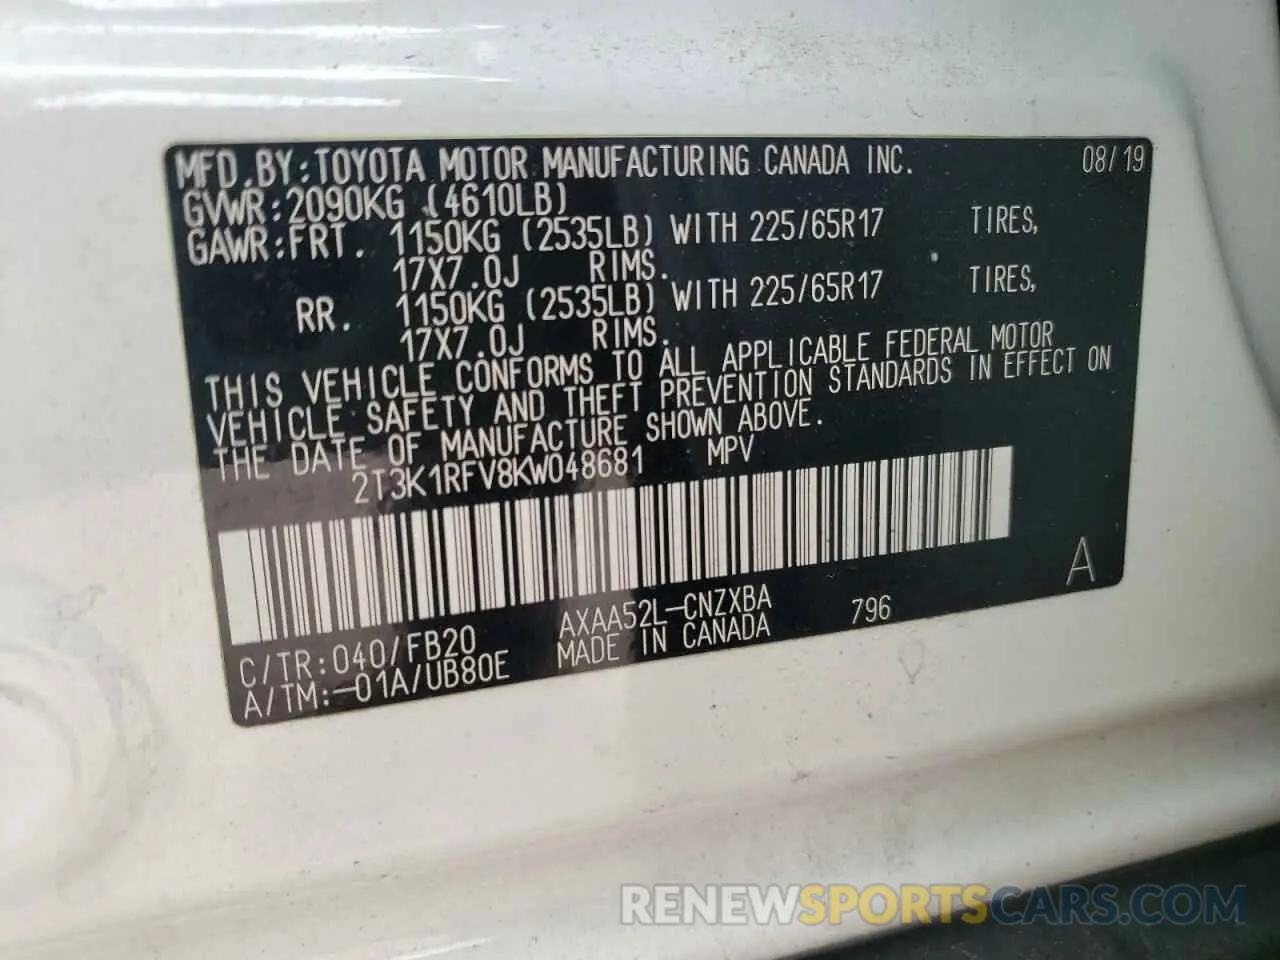 MFD.BY:TOYOTA MOTOR MANUFACTURING CANADA INC. 08/19
GVWR:2090KG (4610LB)
GAWR:FRT. 1150KG (2535LB) WITH 225/65R17 TIRES,
17X7.0J RIMS.
RR. 1150KG (2535LB) WITH 225/65R17 TIRES,
17X7.0J RIMS.
THIS VEHICLE CONFORMS TO ALL APPLICABLE FEDERAL MOTOR
VEHICLE SAFETY AND THEFT PREVENTION STANDARDS IN EFFECT ON
THE DATE OF MANUFACTURE SHOWN ABOVE.
2T3K1RFV8KW048681 MPV
A
C/TR:040/FB20 AXAA52L-CNZXBA 796
A/TM:-01A/UB80E MADE IN CANADA
RENEWSPORTSCARS.COM